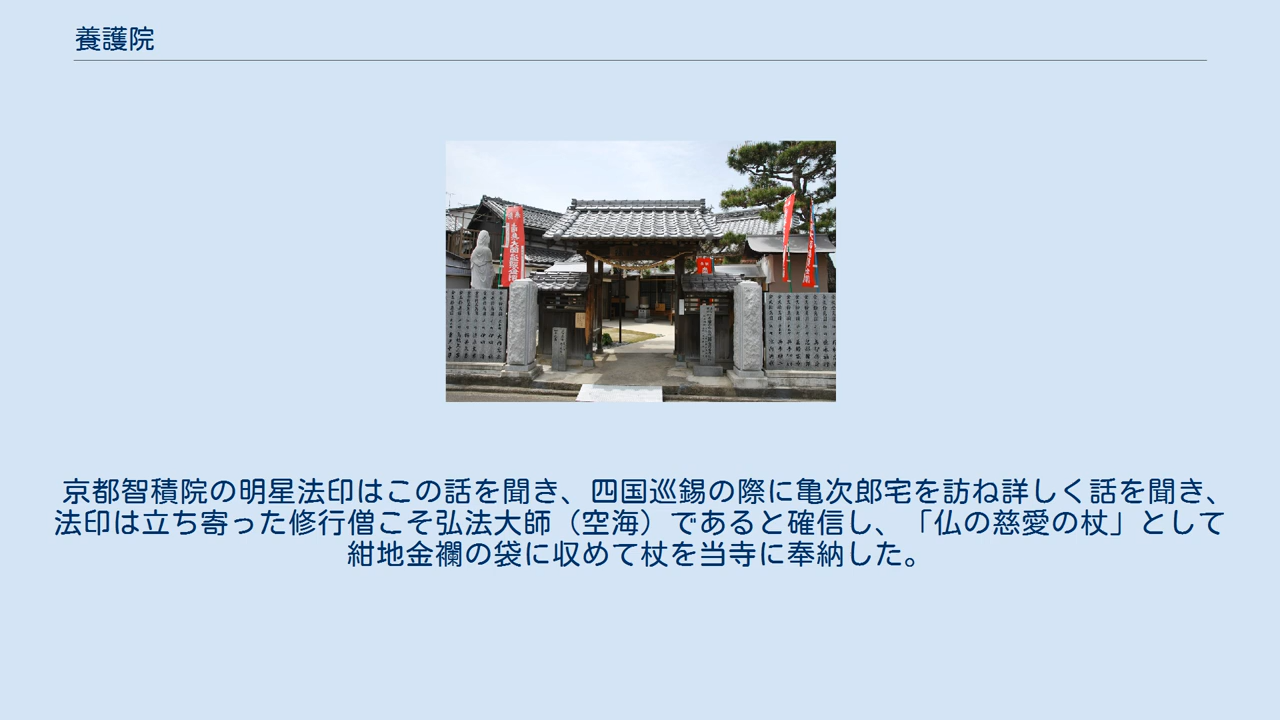 養護院
京都智積院の明星法印はこの話を聞き、四国巡錫の際に亀次郎宅を訪ね詳しく話を聞き、
法印は立ち寄った修行僧こそ弘法大師（空海）であると確信し、「仏の慈愛の杖」として
紺地金襴の袋に収めて杖を当寺に奉納した。